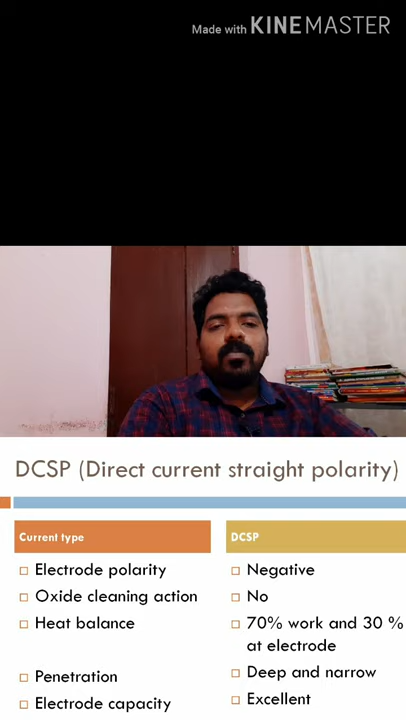 Made with KINEMASTER
DCSP (Direct current straight polarity)
Current type
DCSP
Electrode polarity
Negative
Oxide cleaning action
No
Heat balance
70% work and 30 %
at electrode
Penetration
Deep and narrow
Electrode capacity
Excellent